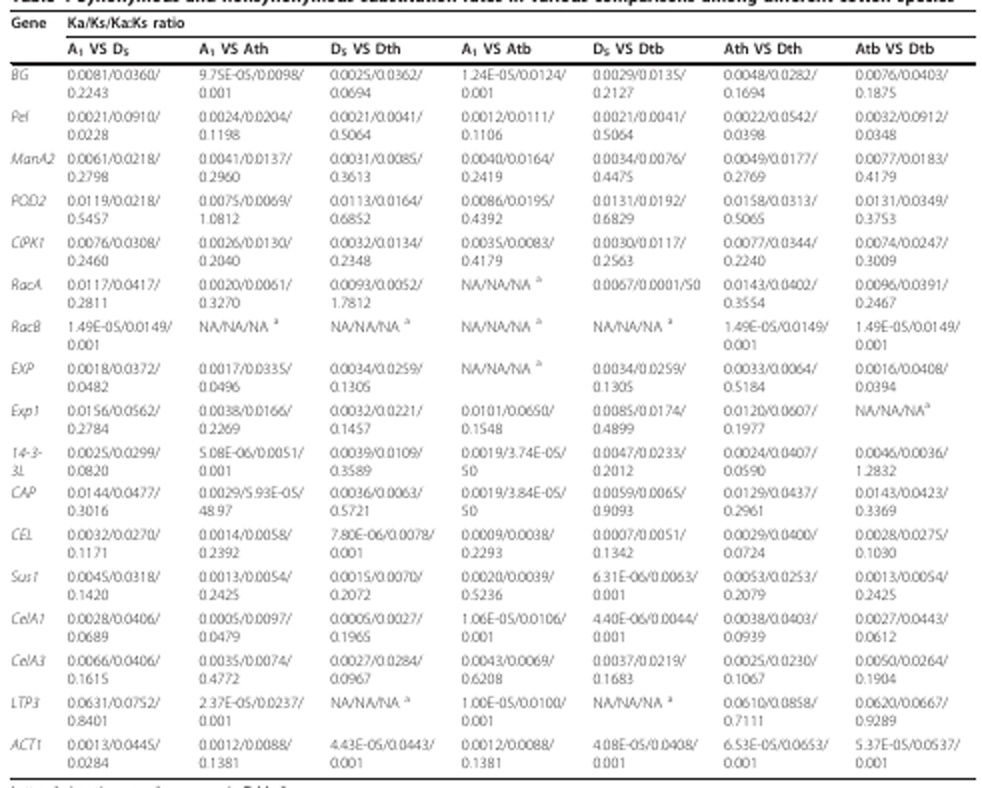 Gene Ka/Ks/Ka:Ks ratio
A1 VS DS A1 VS Ath DS VS Dth A1 VS Atb DS VS Dtb Ath VS Dth Atb VS Dtb
BG 0.0081/0.0360/ 9.75E-05/0.0098/ 0.0025/0.0362/ 1.24E-05/0.0124/ 0.0029/0.0135/ 0.0048/0.0282/ 0.0076/0.0403/
0.2243 0.001 0.0694 0.001 0.2127 0.1694 0.1875
Pel 0.0021/0.0910/ 0.0024/0.0204/ 0.0021/0.0041/ 0.0012/0.0111/ 0.0021/0.0041/ 0.0022/0.0542/ 0.0032/0.0912/
0.0228 0.1198 0.5064 0.1106 0.5064 0.0398 0.0348
ManA2 0.0061/0.0218/ 0.0041/0.0137/ 0.0031/0.0085/ 0.0040/0.0164/ 0.0034/0.0076/ 0.0049/0.0177/ 0.0077/0.0183/
0.2798 0.2960 0.3613 0.2419 0.4475 0.2769 0.4179
POD2 0.0119/0.0218/ 0.0075/0.0069/ 0.0113/0.0164/ 0.0086/0.0195/ 0.0131/0.0192/ 0.0158/0.0313/ 0.0131/0.0349/
0.5457 1.0812 0.6852 0.4392 0.6829 0.5065 0.3753
CIPK1 0.0076/0.0308/ 0.0026/0.0130/ 0.0032/0.0134/ 0.0035/0.0083/ 0.0030/0.0117/ 0.0077/0.0344/ 0.0074/0.0247/
0.2460 0.2040 0.2348 0.4179 0.2563 0.2240 0.3009
RacA 0.0117/0.0417/ 0.0020/0.0061/ 0.0093/0.0052/ NA/NA/NA a 0.0067/0.0001/50 0.0143/0.0402/ 0.0096/0.0391/
0.2811 0.3270 1.7812 0.3554 0.2467
RacB 1.49E-05/0.0149/ NA/NA/NA a NA/NA/NA a NA/NA/NA a NA/NA/NA a 1.49E-05/0.0149/ 1.49E-05/0.0149/
0.001 0.001 0.001
EXP 0.0018/0.0372/ 0.0017/0.0335/ 0.0034/0.0259/ NA/NA/NA a 0.0034/0.0259/ 0.0033/0.0064/ 0.0016/0.0408/
0.0482 0.0496 0.1305 0.1305 0.5184 0.0394
Exp1 0.0156/0.0562/ 0.0038/0.0166/ 0.0032/0.0221/ 0.0101/0.0650/ 0.0085/0.0174/ 0.0120/0.0607/ NA/NA/NAa
0.2784 0.2269 0.1457 0.1548 0.4899 0.1977
14-3- 0.0025/0.0299/ 5.08E-06/0.0051/ 0.0039/0.0109/ 0.0019/3.74E-05/ 0.0047/0.0233/ 0.0024/0.0407/ 0.0046/0.0036/
3L 0.0820 0.001 0.3589 50 0.2012 0.0590 1.2832
CAP 0.0144/0.0477/ 0.0029/5.93E-05/ 0.0036/0.0063/ 0.0019/3.84E-05/ 0.0059/0.0065/ 0.0129/0.0437/ 0.0143/0.0423/
0.3016 48.97 0.5721 50 0.9093 0.2961 0.3369
CEL 0.0032/0.0270/ 0.0014/0.0058/ 7.80E-06/0.0078/ 0.0009/0.0038/ 0.0007/0.0051/ 0.0029/0.0400/ 0.0028/0.0275/
0.1171 0.2392 0.001 0.2293 0.1342 0.0724 0.1030
Sus1 0.0045/0.0318/ 0.0013/0.0054/ 0.0015/0.0070/ 0.0020/0.0039/ 6.31E-06/0.0063/ 0.0053/0.0253/ 0.0013/0.0054/
0.1420 0.2425 0.2072 0.5236 0.001 0.2079 0.2425
CelA1 0.0028/0.0406/ 0.0005/0.0097/ 0.0005/0.0027/ 1.06E-05/0.0106/ 4.40E-06/0.0044/ 0.0038/0.0403/ 0.0027/0.0443/
0.0689 0.0479 0.1965 0.001 0.001 0.0939 0.0612
CelA3 0.0066/0.0406/ 0.0035/0.0074/ 0.0027/0.0284/ 0.0043/0.0069/ 0.0037/0.0219/ 0.0025/0.0230/ 0.0050/0.0264/
0.1615 0.4772 0.0967 0.6208 0.1683 0.1067 0.1904
LTP3 0.0631/0.0752/ 2.37E-05/0.0237/ NA/NA/NA a 1.00E-05/0.0100/ NA/NA/NA a 0.0610/0.0858/ 0.0620/0.0667/
0.8401 0.001 0.001 0.7111 0.9289
ACT1 0.0013/0.0445/ 0.0012/0.0088/ 4.43E-05/0.0443/ 0.0012/0.0088/ 4.08E-05/0.0408/ 6.53E-05/0.0653/ 5.37E-05/0.0537/
0.0284 0.1381 0.001 0.1381 0.001 0.001 0.001